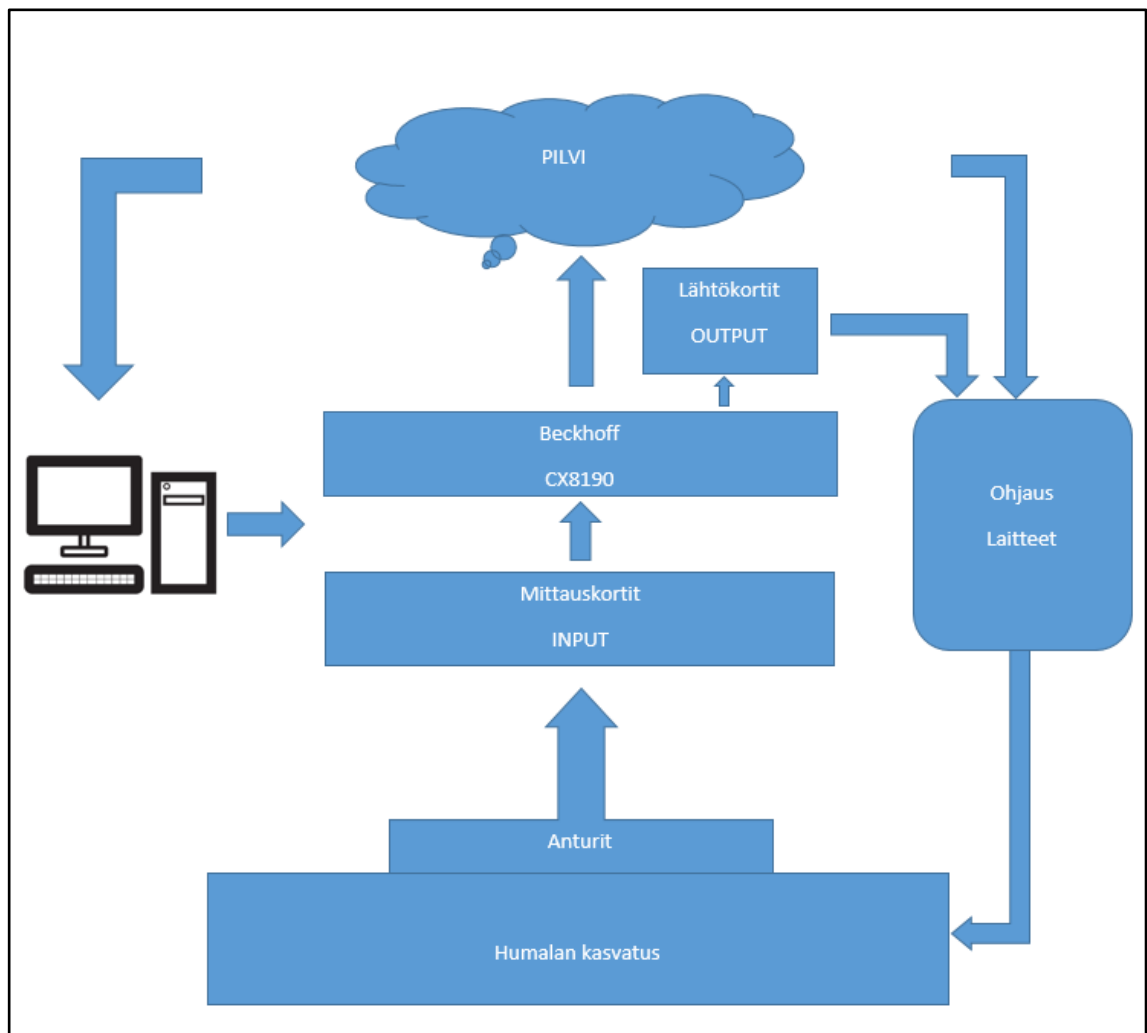 PILVI
Lähtökortit
OUTPUT
Beckhoff
CX8190
Ohjaus
Laitteet
Mittauskortit
INPUT
Anturit
Humalan kasvatus